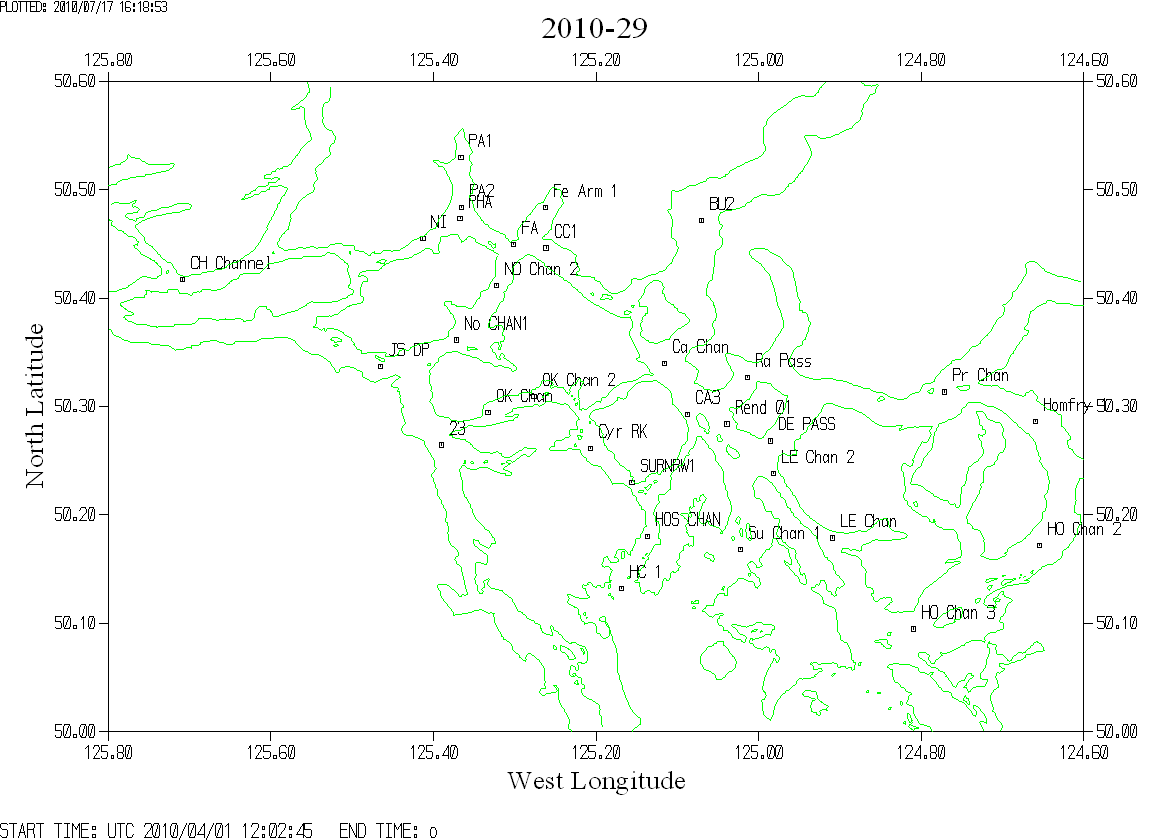 PLOTTED: 2010/07/17 16:18:53
2010-29
125.80 125.60 125.40 125.20 125.00 124.80 124.60
50.60 50.60
PA1
50.50 50.50
PA2 Fe Arm 1
PHA BU2
NI FA CC1
CH Channel NO Chan 2
50.40 50.40
No CHAN1
JS DP Ca Chan
Ra Pass
Pr Chan
OK Chan 2
OK Chan CA3
50.30 Rend 01 Homfry 50.30
23 Cyr RK DE PASS
SURNRW1 LE Chan 2
50.20 50.20
HOS CHAN LE Chan
Su Chan 1 HO Chan 2
HC 1
50.10 HO Chan 3 50.10
50.00 50.00
125.80 125.60 125.40 125.20 125.00 124.80 124.60
North Latitude
West Longitude
START TIME: UTC 2010/04/01 12:02:45 END TIME: o